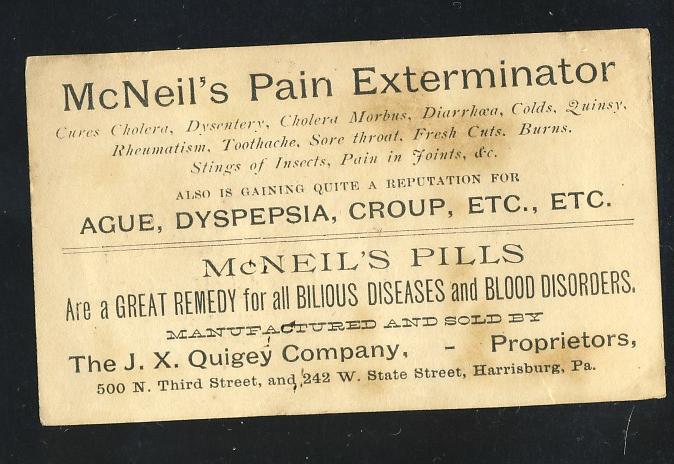 McNeil's Pain Exterminator
Cures Cholera, Dysentery, Cholera Morbus, Diarrhœa, Colds, Quinsy,
Rheumatism, Toothache, Sore throat, Fresh Cuts, Burns,
Stings of Insects, Pain in Joints, &c.
ALSO IS GAINING QUITE A REPUTATION FOR
AGUE, DYSPEPSIA, CROUP, ETC., ETC.
McNEIL'S PILLS
Are a GREAT REMEDY for all BILIOUS DISEASES and BLOOD DISORDERS.
MANUFACTURED AND SOLD BY
The J. X. Quigey Company, - Proprietors,
500 N. Third Street, and 242 W. State Street, Harrisburg, Pa.